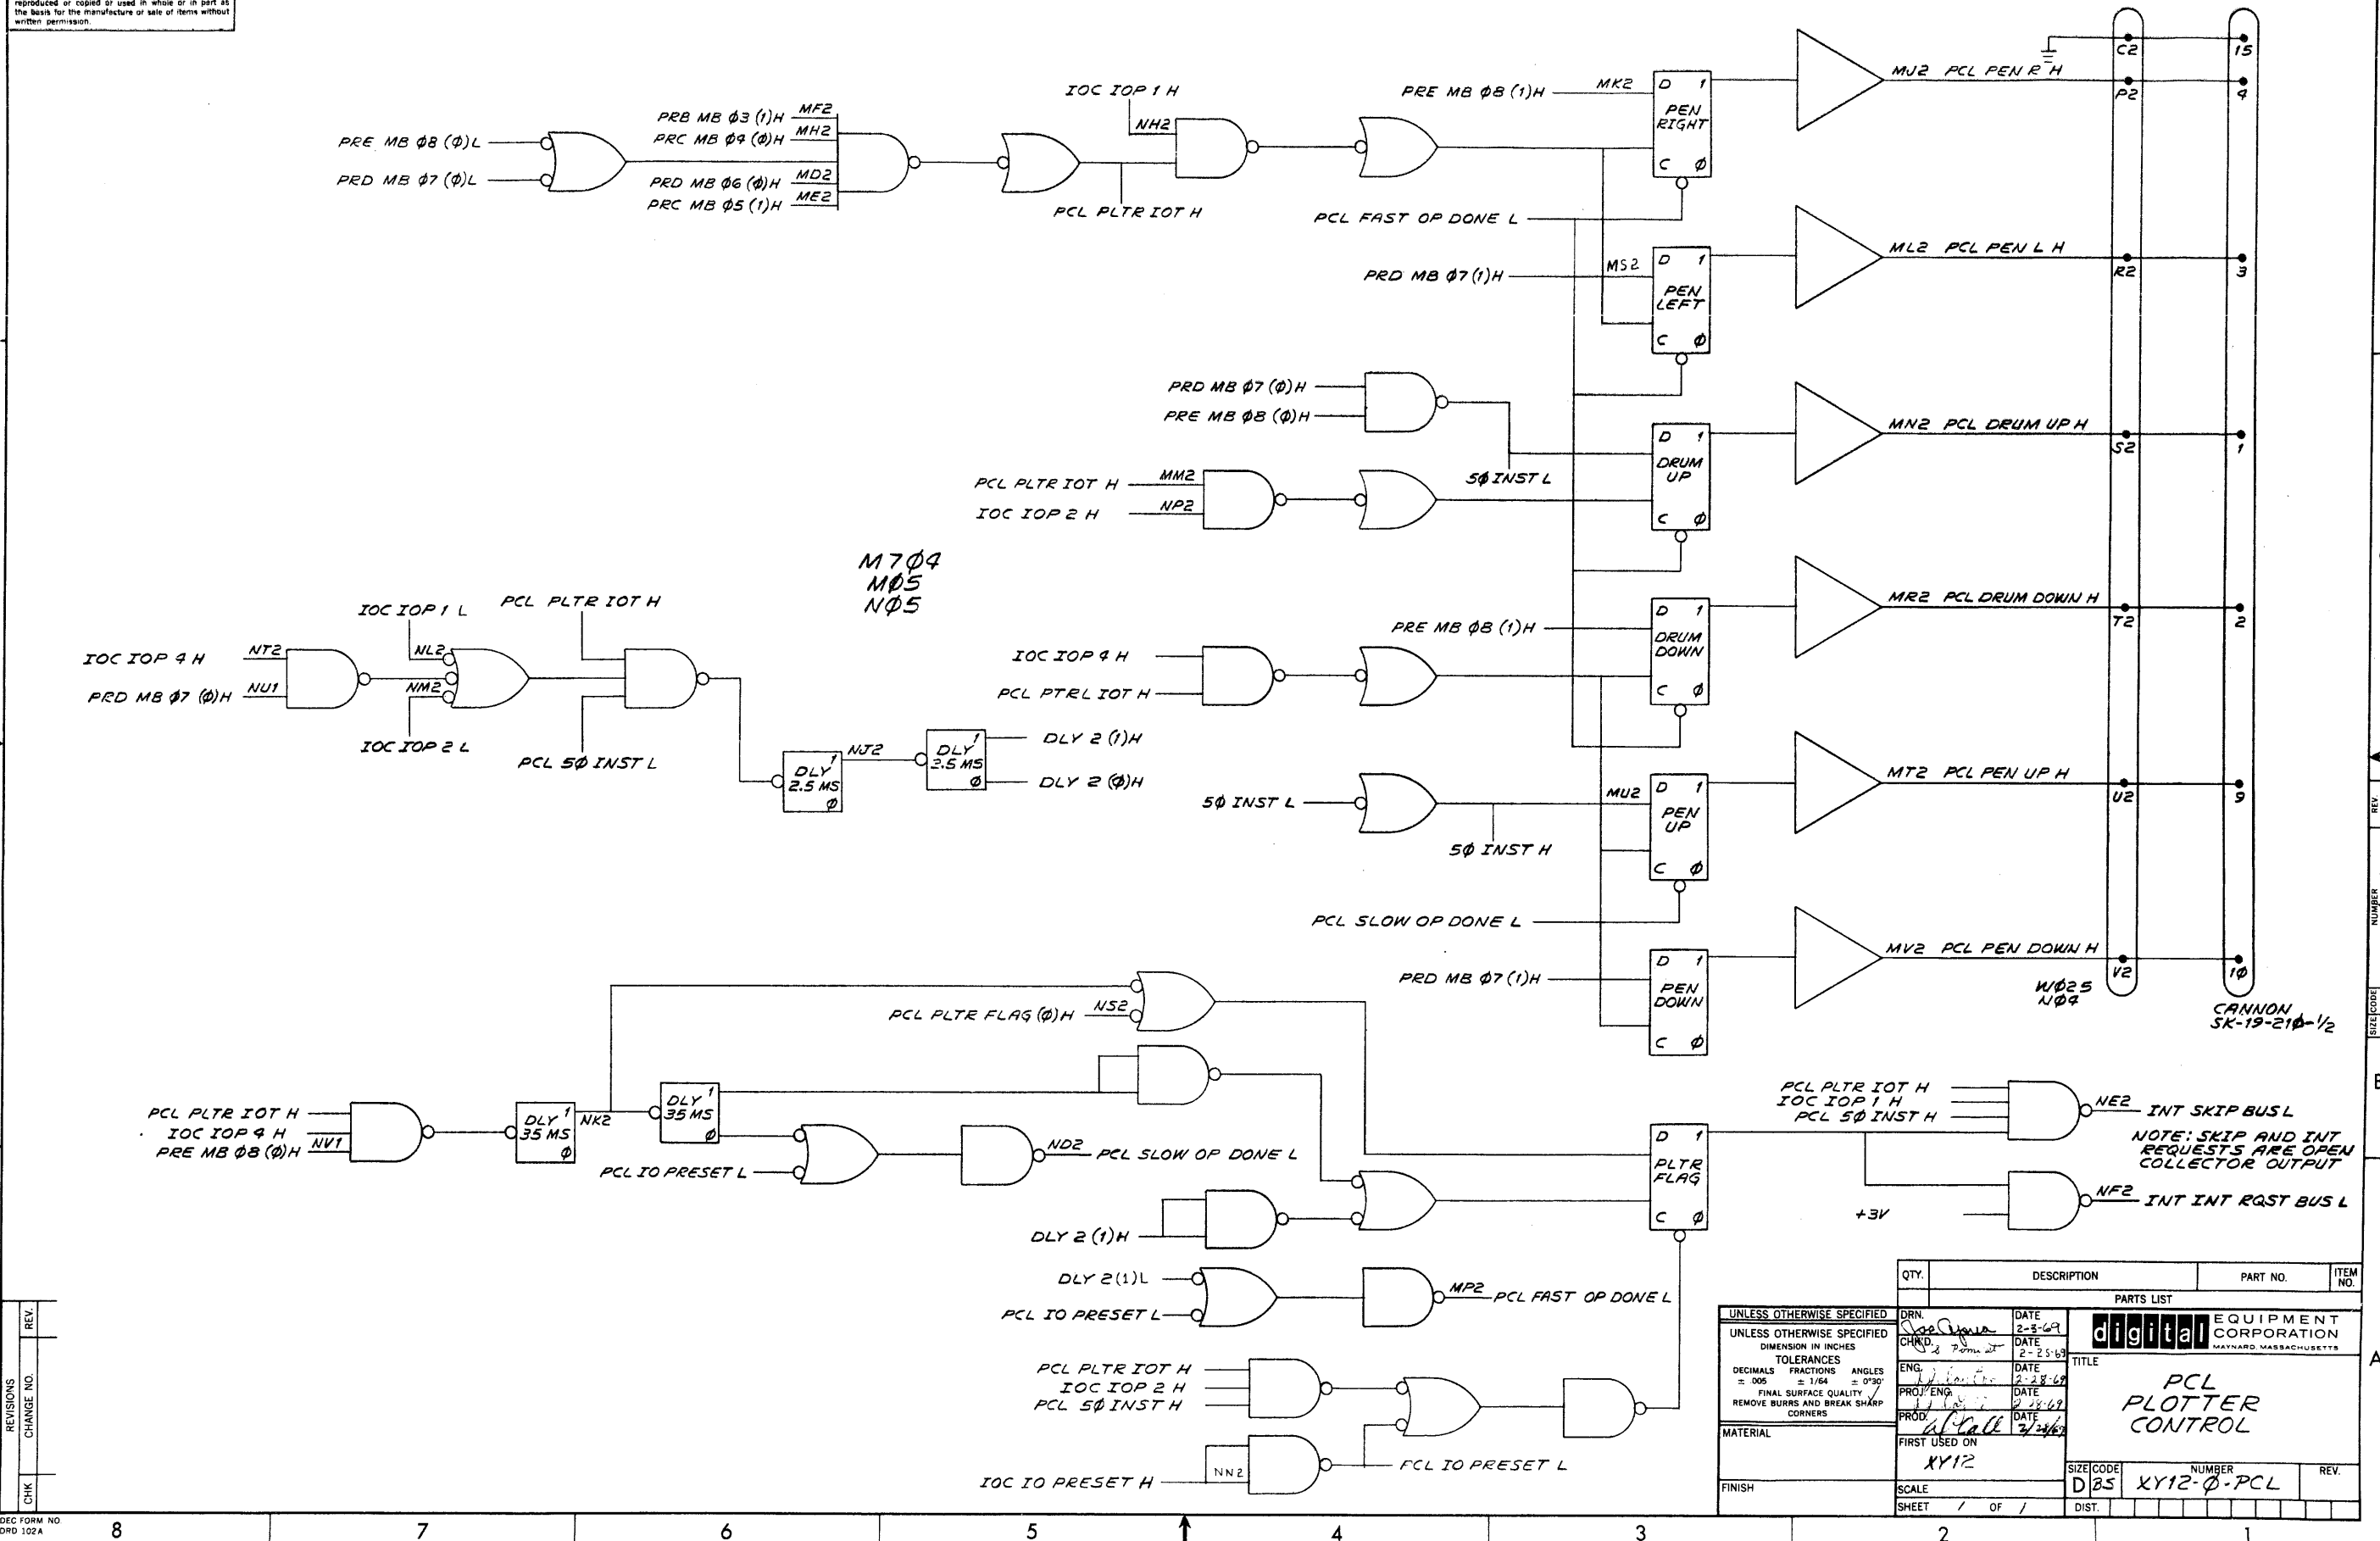 reproduced or copied or used in whole or in part as
the basis for the manufacture or sale of items without
written permission.
PRE MB Ø8 (Ø)L
PRD MB Ø7 (Ø)L
PRB MB Ø3 (1)H MF2
PRC MB Ø4 (Ø)H MH2
PRD MB Ø6 (Ø)H MD2
PRC MB Ø5 (1)H ME2
IOC IOP 1 H
NH2
PCL PLTR IOT H
PRE MB Ø8 (1)H MK2
D 1
PEN
RIGHT
C Ø
PCL FAST OP DONE L
MJ2 PCL PEN R H
C2
15
P2
4
PRD MB Ø7 (1)H MS2
D 1
PEN
LEFT
C Ø
ML2 PCL PEN L H
R2
3
PRD MB Ø7 (Ø)H
PRE MB Ø8 (Ø)H
5Ø INST L
PCL PLTR IOT H MM2
IOC IOP 2 H NP2
D 1
DRUM
UP
C Ø
MN2 PCL DRUM UP H
S2
1
M7Ø4
MØ5
NØ5
PRE MB Ø8 (1)H
IOC IOP 4 H
PCL PTRL IOT H
D 1
DRUM
DOWN
C Ø
MR2 PCL DRUM DOWN H
T2
2
IOC IOP 1 L
PCL PLTR IOT H
IOC IOP 4 H NT2
PRD MB Ø7 (Ø)H NU1
NL2
NM2
IOC IOP 2 L
PCL 5Ø INST L
DLY 1
2.5 MS
Ø
NJ2
DLY 1
2.5 MS
Ø
DLY 2 (1)H
DLY 2 (Ø)H
5Ø INST L
5Ø INST H
MU2
D 1
PEN
UP
C Ø
MT2 PCL PEN UP H
U2
9
PCL SLOW OP DONE L
PRD MB Ø7 (1)H
D 1
PEN
DOWN
C Ø
MV2 PCL PEN DOWN H
V2
1Ø
WØ25
NØ4
CANNON
SK-19-21Ø-1/2
PCL PLTR FLAG (Ø)H NS2
PCL PLTR IOT H
IOC IOP 4 H
PRE MB Ø8 (Ø)H NV1
DLY 1
35 MS
Ø
NK2
DLY 1
35 MS
Ø
PCL IO PRESET L
ND2 PCL SLOW OP DONE L
DLY 2 (1)H
D 1
PLTR
FLAG
C Ø
PCL PLTR IOT H
IOC IOP 1 H
PCL 5Ø INST H
NE2 INT SKIP BUS L
NOTE: SKIP AND INT
REQUESTS ARE OPEN
COLLECTOR OUTPUT
NF2 INT INT RQST BUS L
+3V
DLY 2(1)L
PCL IO PRESET L
MP2 PCL FAST OP DONE L
PCL PLTR IOT H
IOC IOP 2 H
PCL 5Ø INST H
IOC IO PRESET H NN2
PCL IO PRESET L
QTY.
DESCRIPTION
PART NO.
ITEM
NO.
PARTS LIST
UNLESS OTHERWISE SPECIFIED
UNLESS OTHERWISE SPECIFIED
DIMENSION IN INCHES
TOLERANCES
DECIMALS FRACTIONS ANGLES
± .005 ± 1/64 ± 0°30'
FINAL SURFACE QUALITY
REMOVE BURRS AND BREAK SHARP
CORNERS
MATERIAL
FINISH
DRN.
DATE
2-3-69
CHK'D.
DATE
2-25-69
ENG.
DATE
2-28-69
PROJ. ENG.
DATE
PROD.
DATE
FIRST USED ON
XY12
SCALE
SHEET 1 OF 1
digital EQUIPMENT
CORPORATION
MAYNARD, MASSACHUSETTS
TITLE
PCL
PLOTTER
CONTROL
SIZE CODE
D BS
NUMBER
XY12-Ø-PCL
REV.
DIST.
REV.
NUMBER
SIZE CODE
B
A
REVISIONS
CHK CHANGE NO. REV.
DEC FORM NO
DRD 102A
8 7 6 5 4 3 2 1